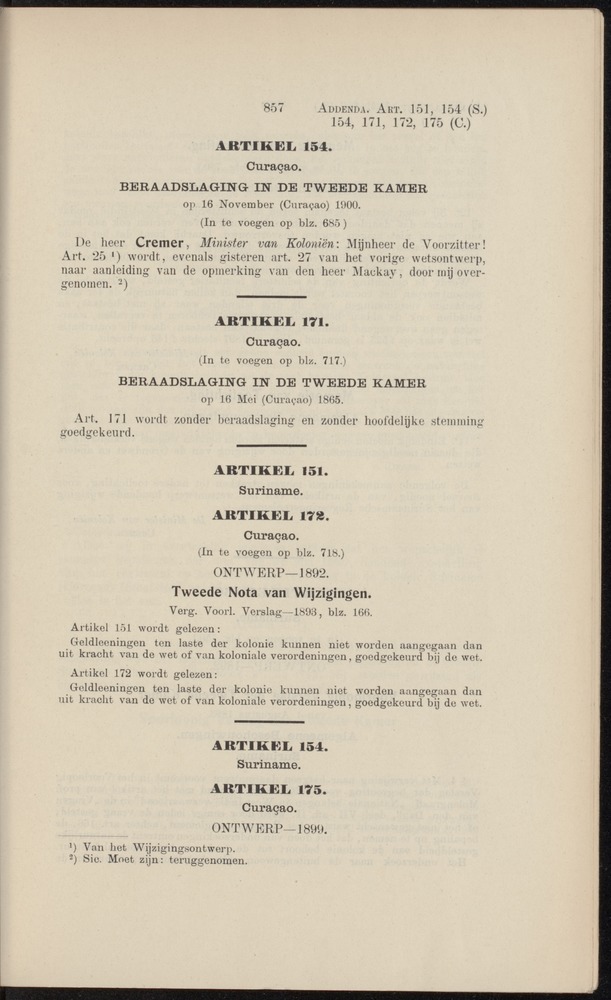 857 ADDENDA. ART. 151, 154 (S.)
154, 171, 172, 175 (C.)
ARTIKEL 154.
Curaçao.
BERAADSLAGING IN DE TWEEDE KAMER
op 16 November (Curaçao) 1900.
(In te voegen op blz. 685)
De heer Cremer, Minister van Koloniën: Mijnheer de Voorzitter!
Art. 25 ¹) wordt, evenals gisteren art. 27 van het vorige wetsontwerp,
naar aanleiding van de opmerking van den heer Mackay, door mij over-
genomen. ²)
ARTIKEL 171.
Curaçao.
(In te voegen op blz. 717.)
BERAADSLAGING IN DE TWEEDE KAMER
op 16 Mei (Curaçao) 1865.
Art. 171 wordt zonder beraadslaging en zonder hoofdelijke stemming
goedgekeurd.
ARTIKEL 151.
Suriname.
ARTIKEL 172.
Curaçao.
(In te voegen op blz. 718.)
ONTWERP—1892.
Tweede Nota van Wijzigingen.
Verg. Voorl. Verslag—1893, blz. 166.
Artikel 151 wordt gelezen:
Geldleeningen ten laste der kolonie kunnen niet worden aangegaan dan
uit kracht van de wet of van koloniale verordeningen, goedgekeurd bij de wet.
Artikel 172 wordt gelezen:
Geldleeningen ten laste der kolonie kunnen niet worden aangegaan dan
uit kracht van de wet of van koloniale verordeningen, goedgekeurd bij de wet.
ARTIKEL 154.
Suriname.
ARTIKEL 175.
Curaçao.
ONTWERP—1899.
¹) Van het Wijzigingsontwerp.
²) Sic. Moet zijn: teruggenomen.